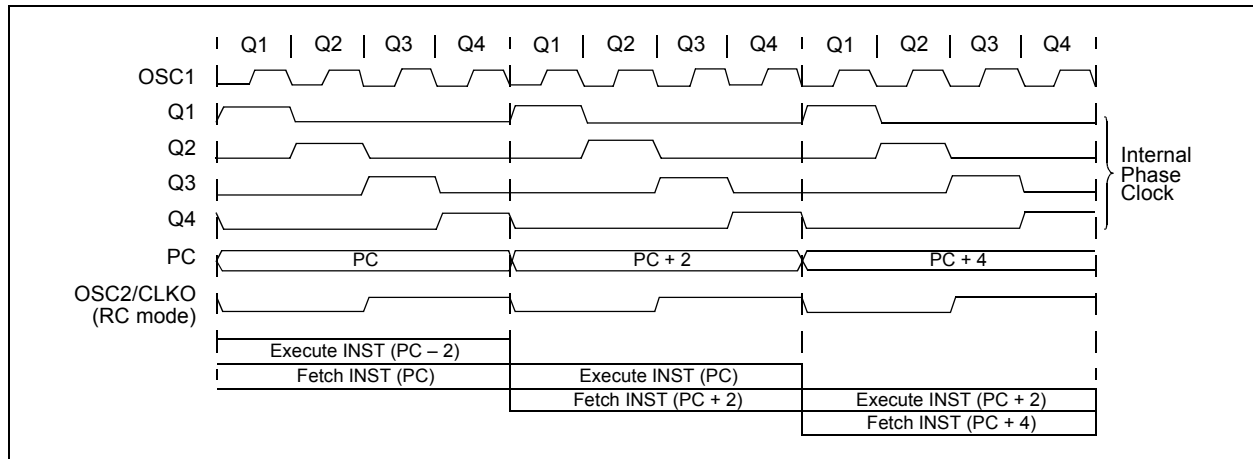 Q1 Q2 Q3 Q4 Q1 Q2 Q3 Q4 Q1 Q2 Q3 Q4
OSC1
Q1
Q2
Q3
Q4
Internal
Phase
Clock
PC PC PC + 2 PC + 4
OSC2/CLKO
(RC mode)
Execute INST (PC – 2)
Fetch INST (PC) Execute INST (PC)
Fetch INST (PC + 2) Execute INST (PC + 2)
Fetch INST (PC + 4)